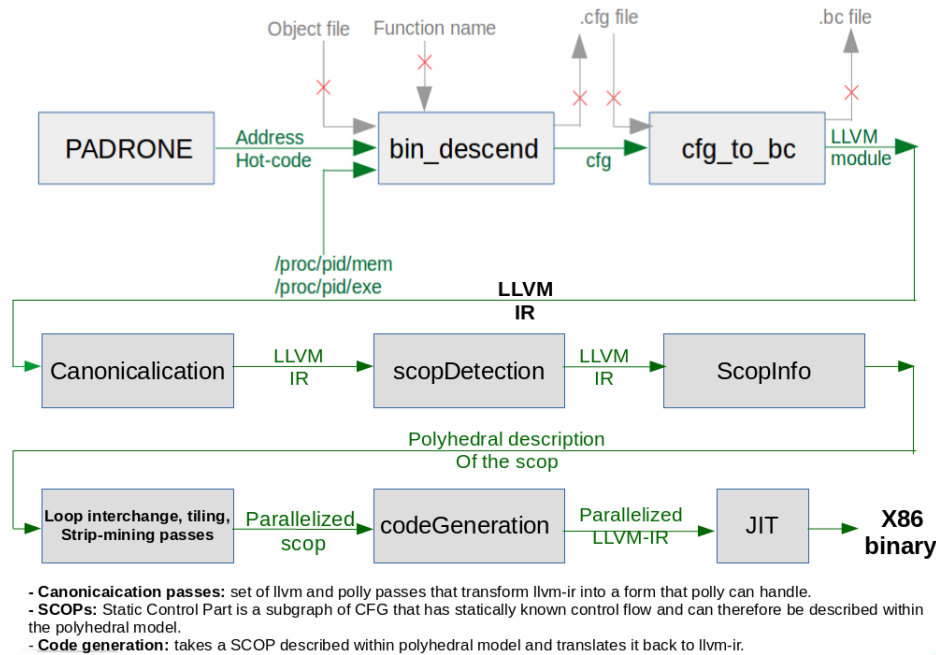 Object file
Function name
.cfg file
.bc file
PADRONE
Address
Hot-code
bin_descend
cfg
cfg_to_bc
LLVM
module
/proc/pid/mem
/proc/pid/exe
LLVM
IR
Canonicalication
LLVM
IR
scopDetection
LLVM
IR
ScopInfo
Polyhedral description
Of the scop
Loop interchange, tiling,
Strip-mining passes
Parallelized
scop
codeGeneration
Parallelized
LLVM-IR
JIT
X86
binary
- Canonicaication passes: set of llvm and polly passes that transform llvm-ir into a form that polly can handle.
- SCOPs: Static Control Part is a subgraph of CFG that has statically known control flow and can therefore be described within
the polyhedral model.
- Code generation: takes a SCOP described within polyhedral model and translates it back to llvm-ir.